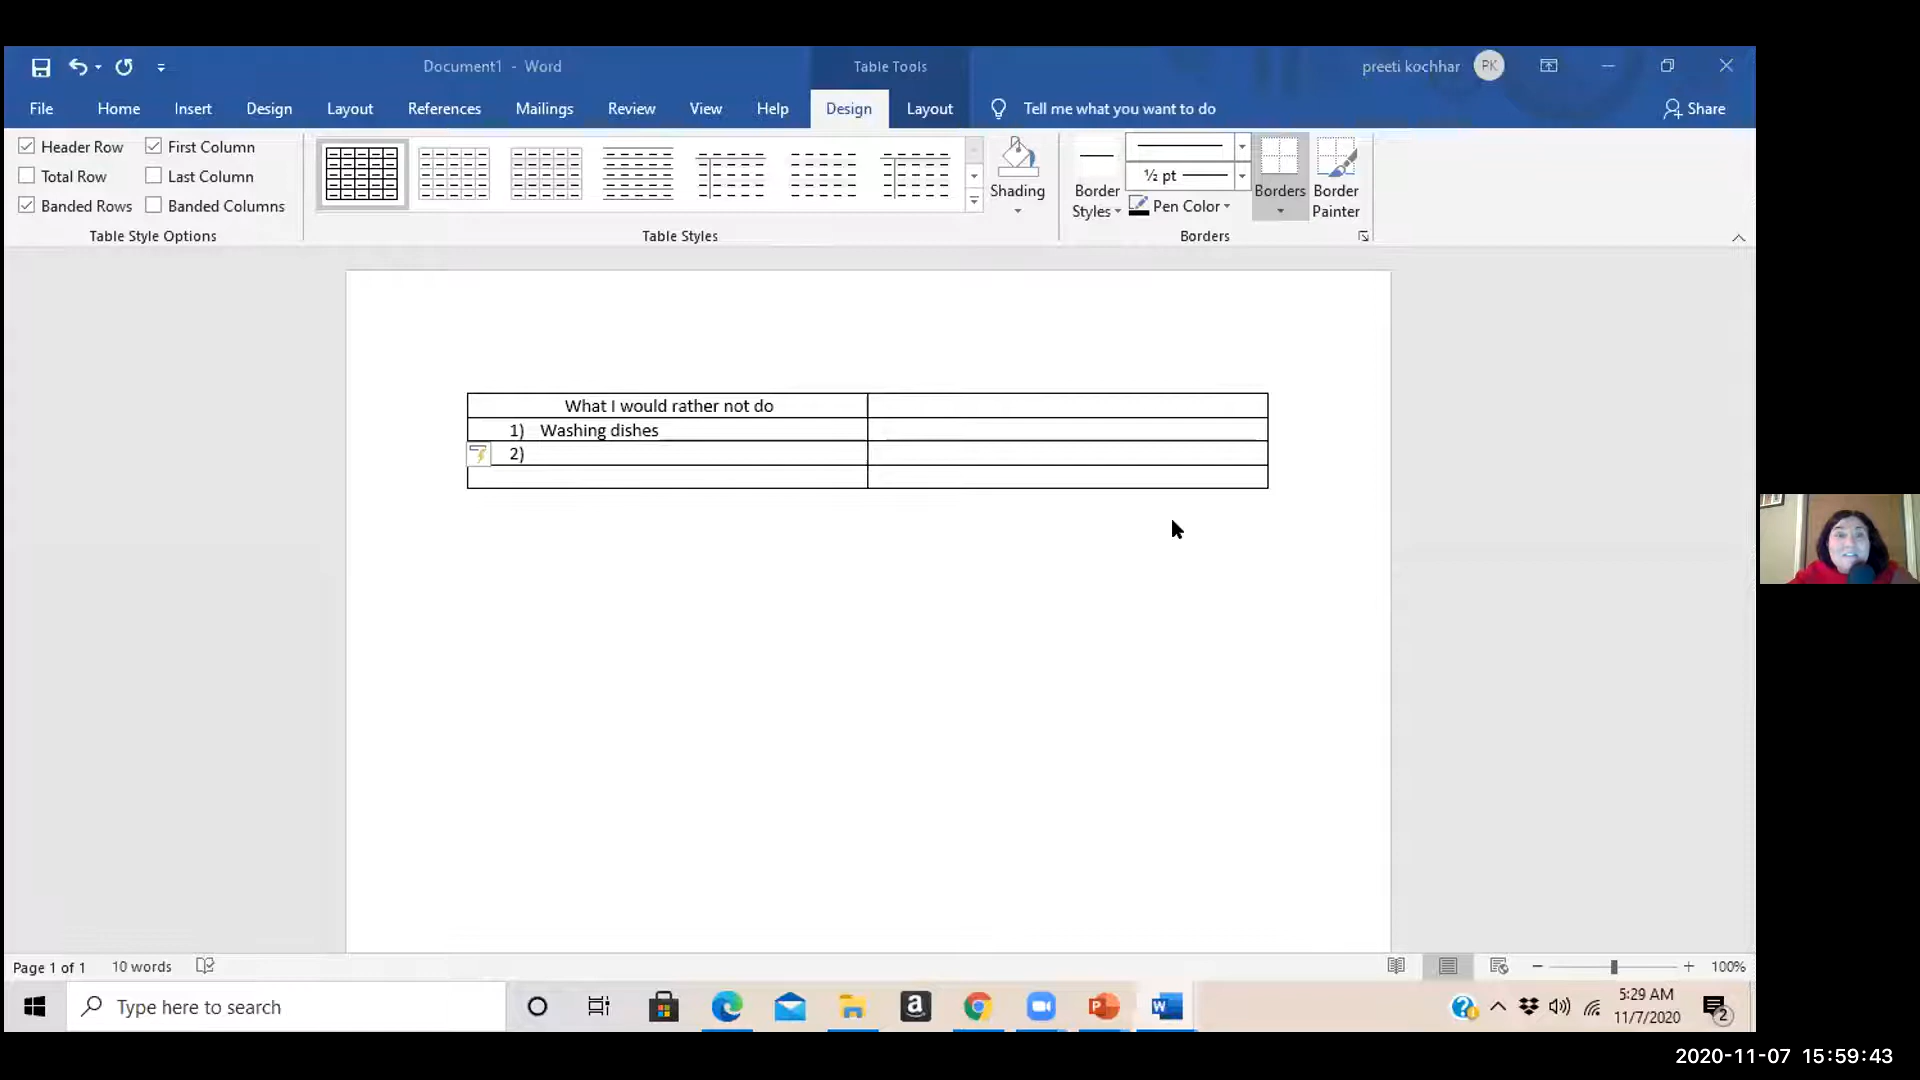 Document1 - Word
Table Tools
preeti kochhar
PK
File
Home
Insert
Design
Layout
References
Mailings
Review
View
Help
Design
Layout
Tell me what you want to do
Share
Header Row
First Column
Total Row
Last Column
Banded Rows
Banded Columns
Table Style Options
Table Styles
Shading
Border
Styles
½ pt
Pen Color
Borders
Border
Painter
Borders
What I would rather not do
1) Washing dishes
2)
Page 1 of 1
10 words
100%
Type here to search
5:29 AM
11/7/2020
2
2020-11-07 15:59:43